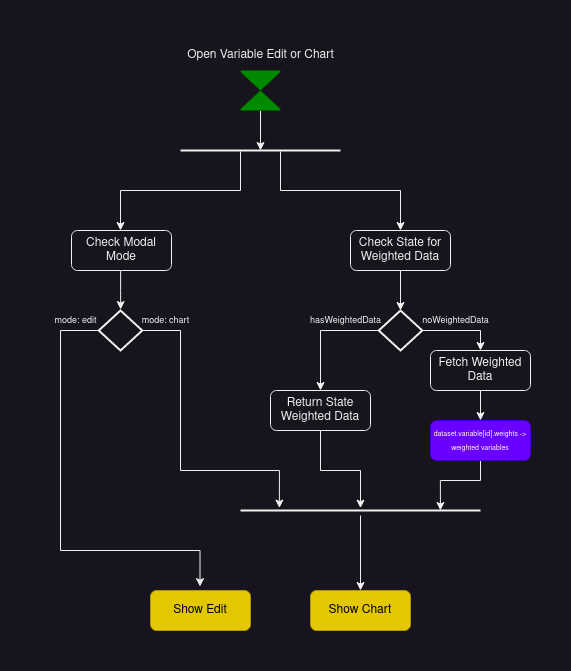 Open Variable Edit or Chart
Check Modal
Mode
Check State for
Weighted Data
mode: edit
mode: chart
hasWeightedData
noWeightedData
Fetch Weighted
Data
Return State
Weighted Data
dataset.variable[id].weights ->
weighted variables
Show Edit
Show Chart